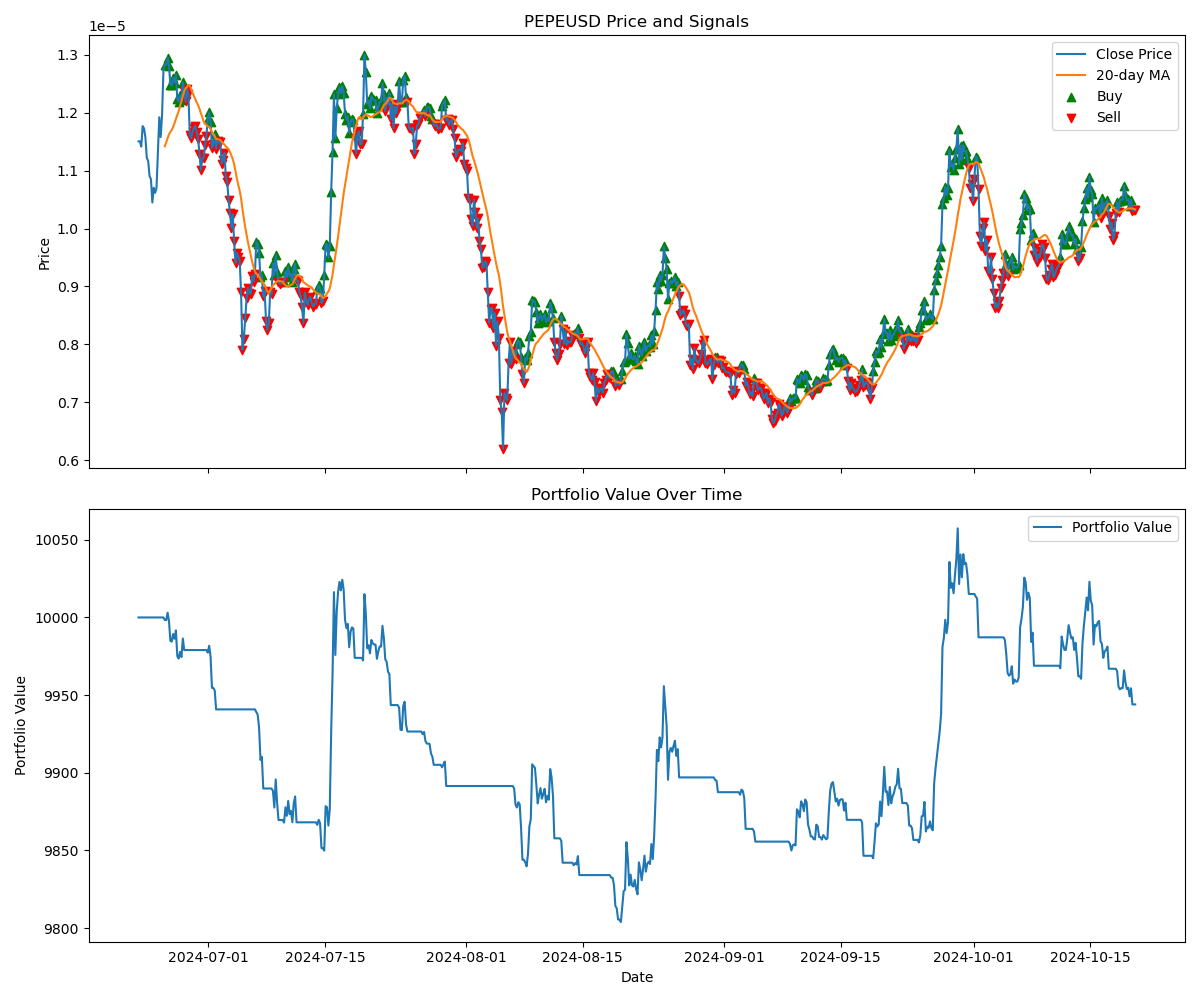 PEPEUSD Price and Signals
1e−5
1.3
1.2
1.1
1.0
0.9
0.8
0.7
0.6
Price
Close Price
20-day MA
Buy
Sell
Portfolio Value Over Time
10050
10000
9950
9900
9850
9800
Portfolio Value
Portfolio Value
2024-07-01 2024-07-15 2024-08-01 2024-08-15 2024-09-01 2024-09-15 2024-10-01 2024-10-15
Date